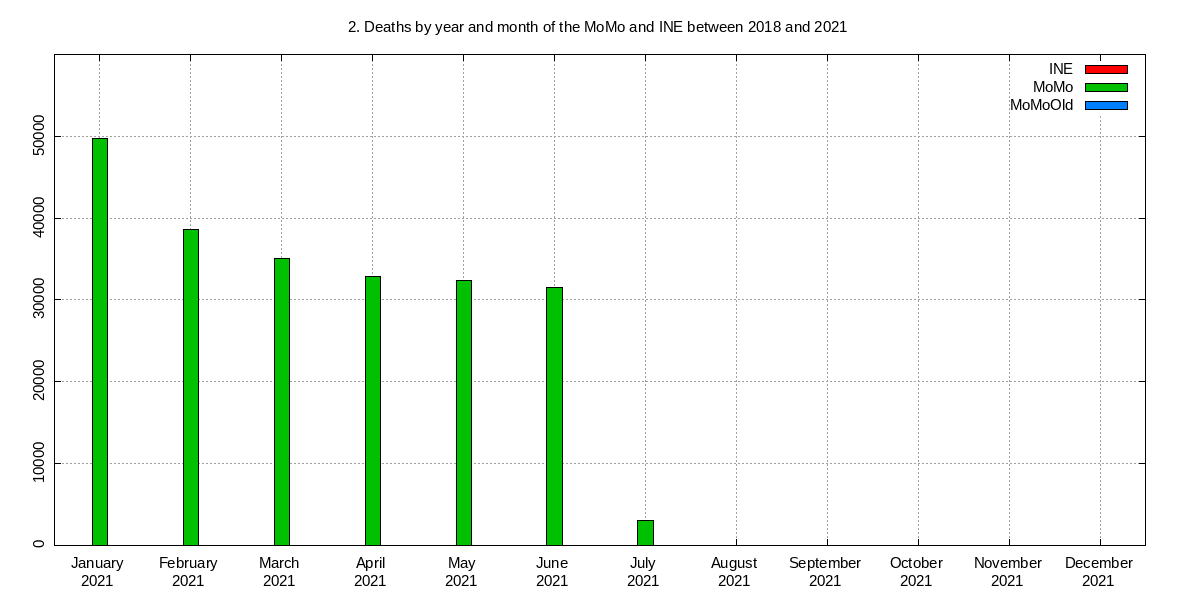 2. Deaths by year and month of the MoMo and INE between 2018 and 2021
INE
MoMo
MoMoOld
50000
40000
30000
20000
10000
0
January February March April May June July August September October November December
2021 2021 2021 2021 2021 2021 2021 2021 2021 2021 2021 2021